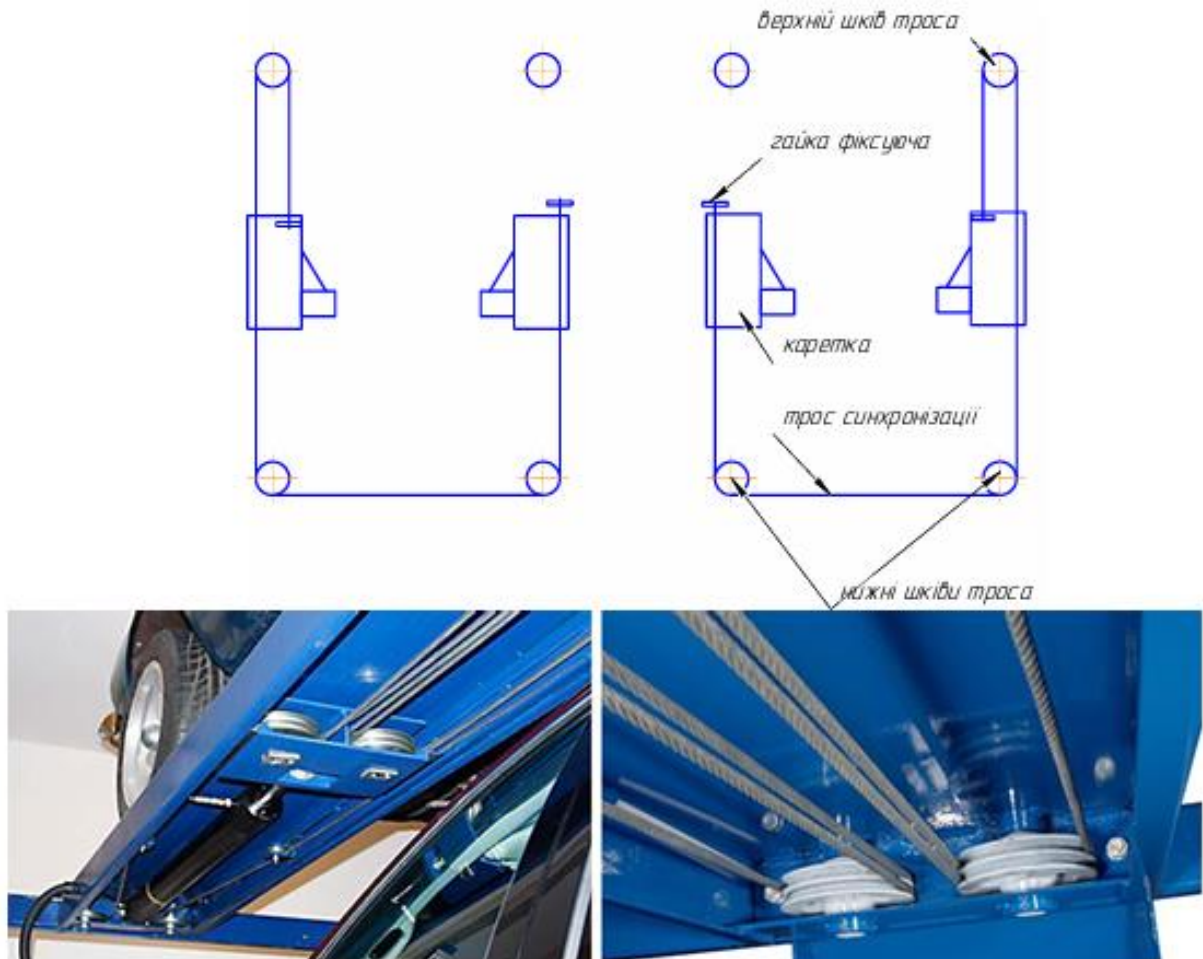 верхній шків троса
гайка фіксуюча
каретка
трос синхронізації
нижні шківи троса